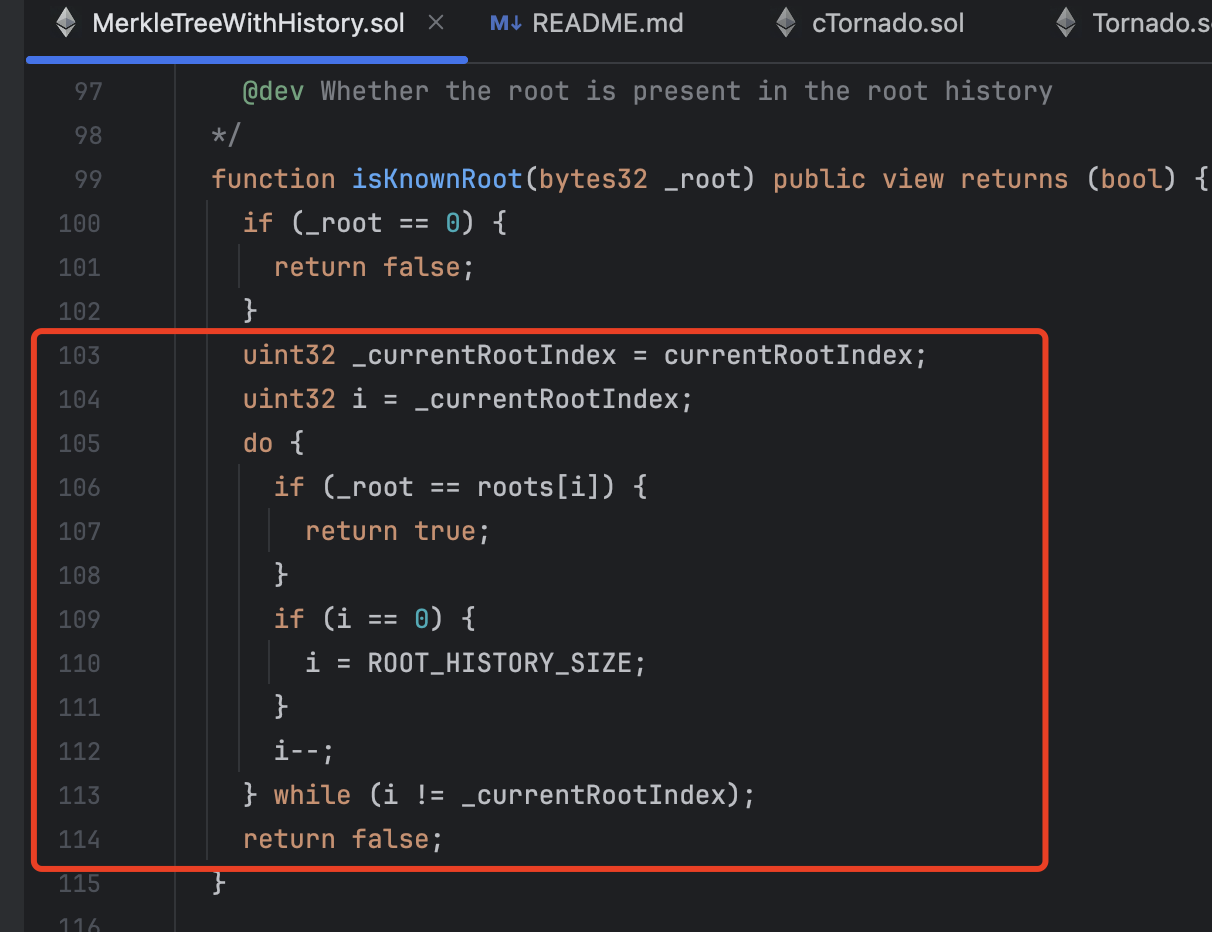 MerkleTreeWithHistory.sol × M↓ README.md cTornado.sol Tornado.s
97 @dev Whether the root is present in the root history
98 */
99 function isKnownRoot(bytes32 _root) public view returns (bool) {
100 if (_root == 0) {
101 return false;
102 }
103 uint32 _currentRootIndex = currentRootIndex;
104 uint32 i = _currentRootIndex;
105 do {
106 if (_root == roots[i]) {
107 return true;
108 }
109 if (i == 0) {
110 i = ROOT_HISTORY_SIZE;
111 }
112 i--;
113 } while (i != _currentRootIndex);
114 return false;
115 }
116